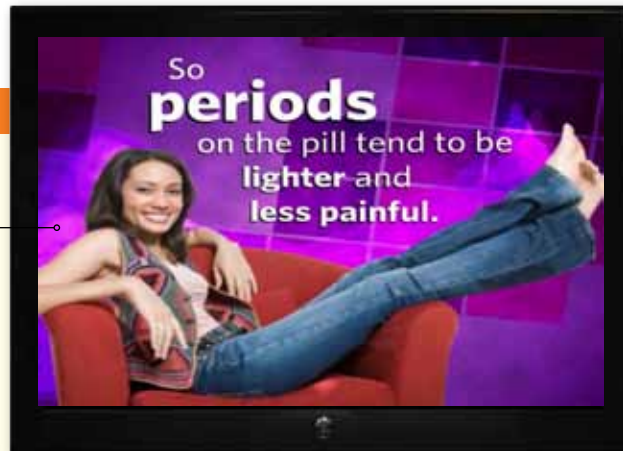 So
periods
on the pill tend to be
lighter and
less painful.